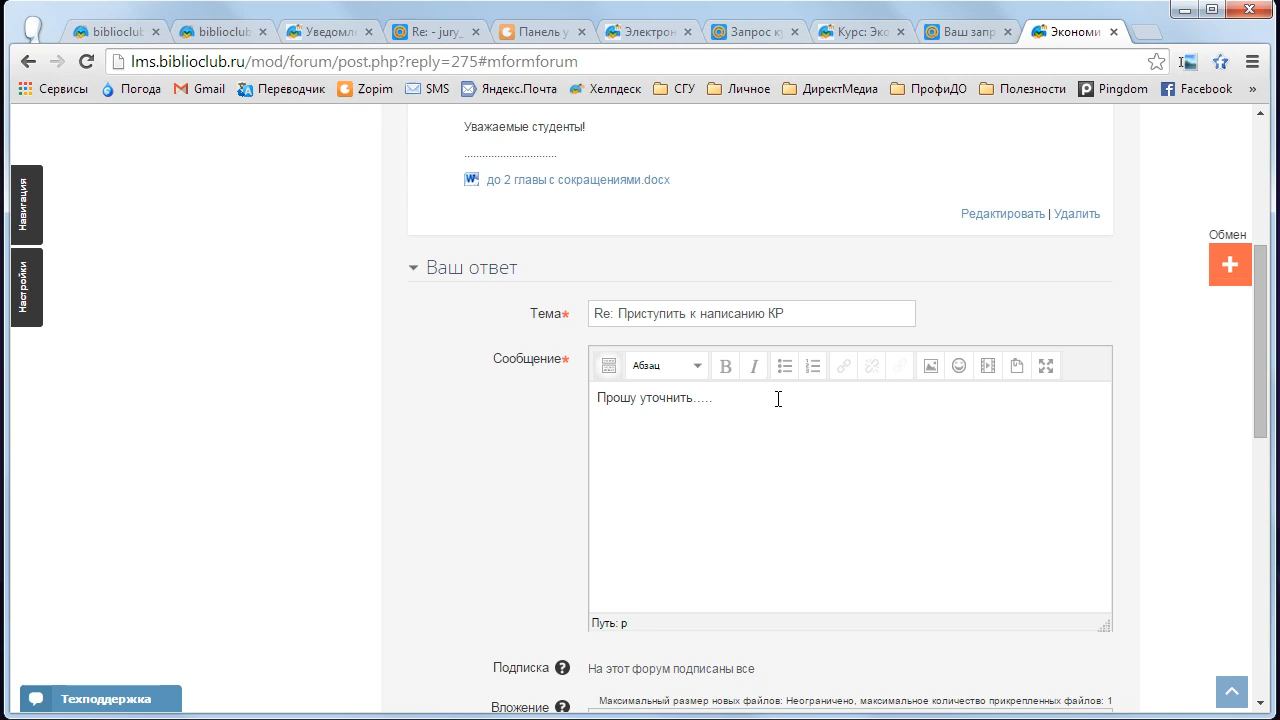 biblioclub
biblioclub
Уведомл
Re: - jury_
Панель у
Электрон
Запрос к
Курс: Эко
Ваш запр
Экономи
lms.biblioclub.ru/mod/forum/post.php?reply=275#mformforum
Сервисы Погода Gmail Переводчик Zopim SMS Яндекс.Почта Хелпдеск СГУ Личное ДиректМедиа ПрофиДО Полезности Pingdom Facebook »
Уважаемые студенты!
...............................
до 2 главы с сокращениями.docx
Редактировать | Удалить
Навигация
Настройки
Обмен
Ваш ответ
Тема* Re: Приступить к написанию КР
Сообщение*
Абзац B I
Прошу уточнить.....
Путь: p
Подписка ? На этот форум подписаны все
Вложение ? Максимальный размер новых файлов: Неограничено, максимальное количество прикрепленных файлов: 1
Техподдержка